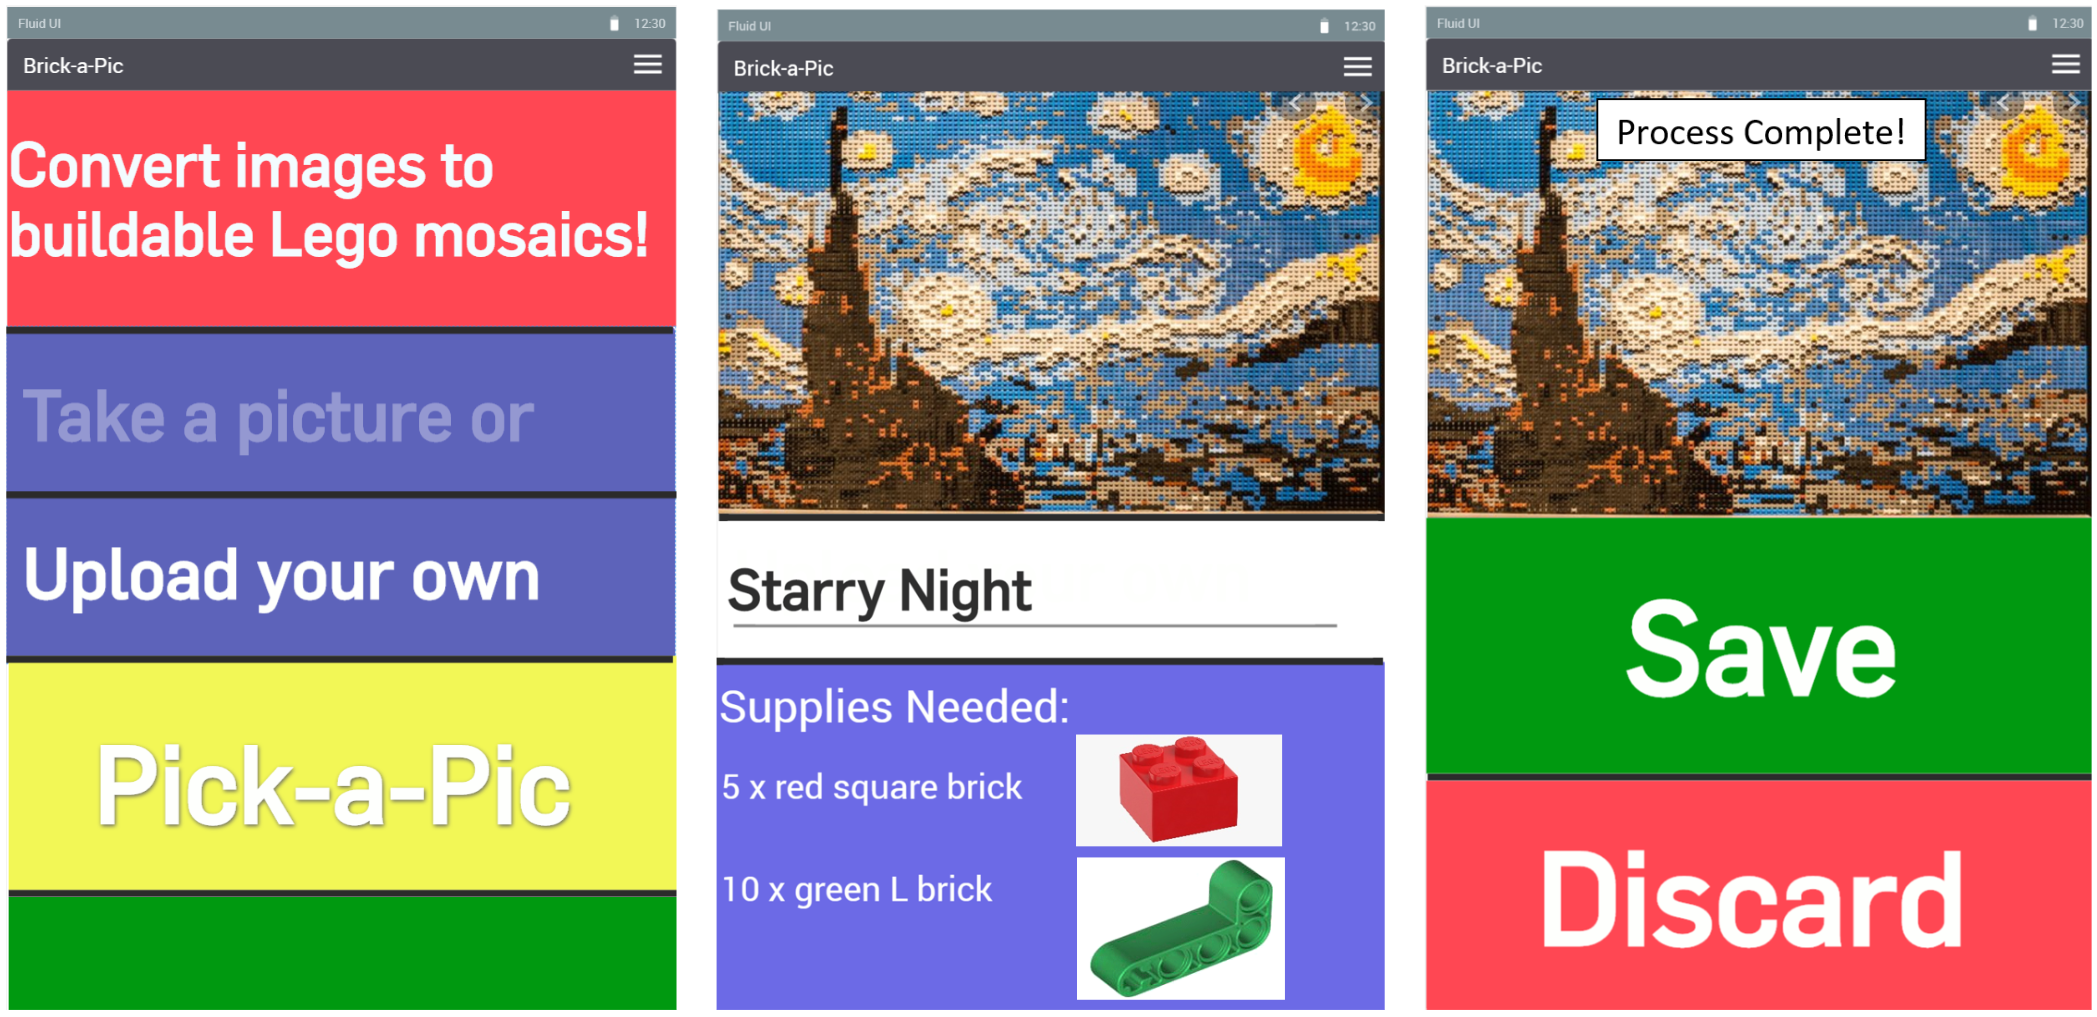 Fluid UI 12:30
Brick-a-Pic
Convert images to
buildable Lego mosaics!
Take a picture or
Upload your own
Pick-a-Pic
Fluid UI 12:30
Brick-a-Pic
Starry Night
Supplies Needed:
5 x red square brick
10 x green L brick
Fluid UI 12:30
Brick-a-Pic
Process Complete!
Save
Discard